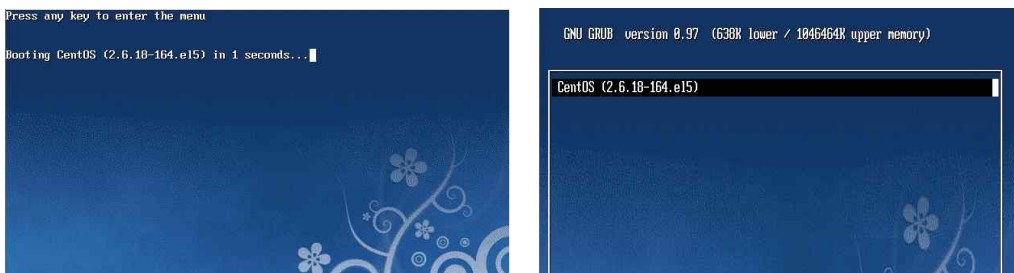 Press any key to enter the menu
Booting CentOS (2.6.18-164.el5) in 1 seconds...
GNU GRUB version 0.97 (638K lower / 1046464K upper memory)
CentOS (2.6.18-164.el5)